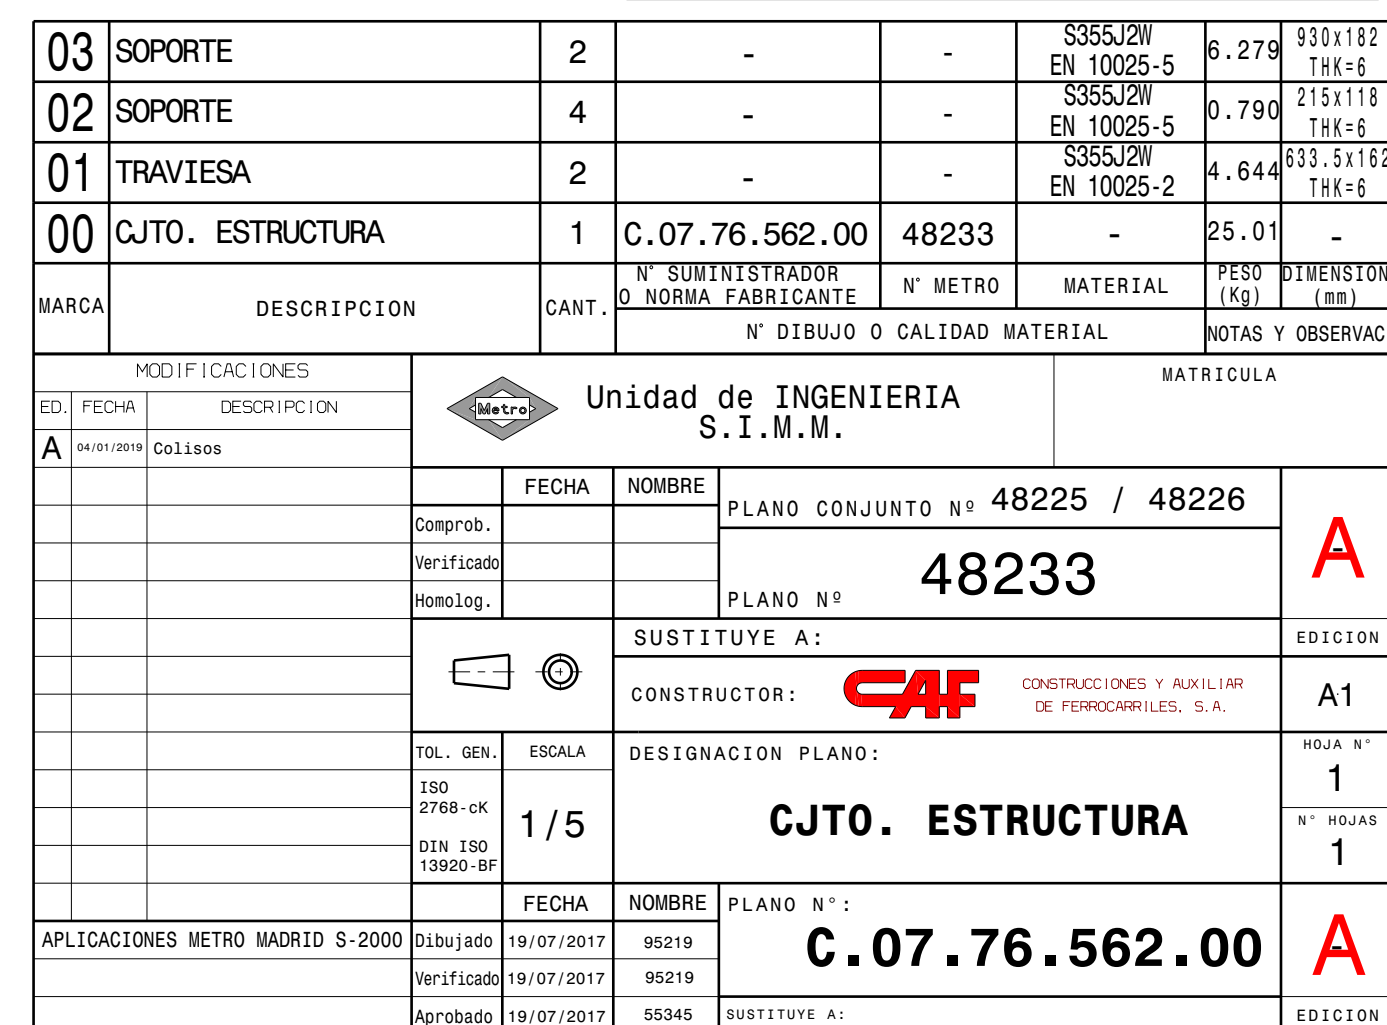 03 SOPORTE 2 - - S355J2W EN 10025-5 6.279 930x182 THK=6
02 SOPORTE 4 - - S355J2W EN 10025-5 0.790 215x118 THK=6
01 TRAVIESA 2 - - S355J2W EN 10025-2 4.644 633.5x162 THK=6
00 CJTO. ESTRUCTURA 1 C.07.76.562.00 48233 - 25.01 -
MARCA DESCRIPCION CANT. N° SUMINISTRADOR O NORMA FABRICANTE N° METRO MATERIAL PESO (Kg) DIMENSION (mm)
N° DIBUJO O CALIDAD MATERIAL NOTAS Y OBSERVAC
MODIFICACIONES
ED. FECHA DESCRIPCION
A 04/01/2019 Colisos
Metro
Unidad de INGENIERIA
S.I.M.M.
MATRICULA
FECHA NOMBRE
Comprob.
Verificado
Homolog.
PLANO CONJUNTO Nº 48225 / 48226
PLANO Nº 48233
A
-
SUSTITUYE A:
EDICION
CONSTRUCTOR: CAF CONSTRUCCIONES Y AUXILIAR
DE FERROCARRILES, S.A.
A1
TOL. GEN. ESCALA
ISO
2768-cK
DIN ISO
13920-BF
1/5
DESIGNACION PLANO:
CJTO. ESTRUCTURA
HOJA N°
1
N° HOJAS
1
FECHA NOMBRE
APLICACIONES METRO MADRID S-2000
Dibujado 19/07/2017 95219
Verificado 19/07/2017 95219
Aprobado 19/07/2017 55345
PLANO N°:
C.07.76.562.00
A
-
SUSTITUYE A:
EDICION